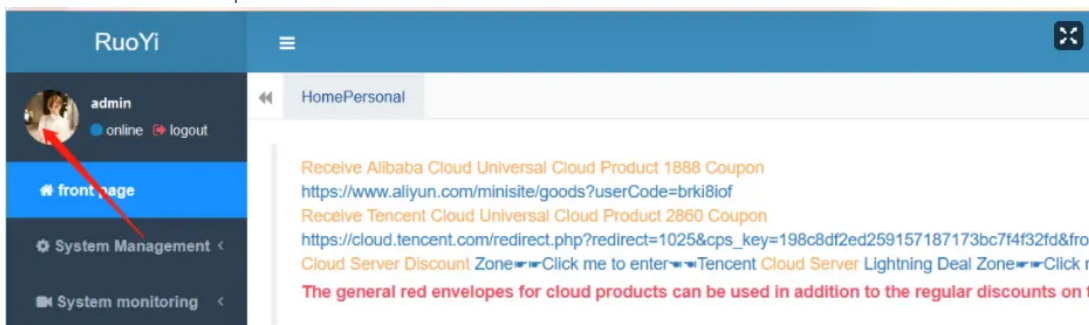 RuoYi
admin
online logout
HomePersonal
front page
System Management
System monitoring
Receive Alibaba Cloud Universal Cloud Product 1888 Coupon
https://www.aliyun.com/minisite/goods?userCode=brki8iof
Receive Tencent Cloud Universal Cloud Product 2860 Coupon
https://cloud.tencent.com/redirect.php?redirect=1025&cps_key=198c8df2ed259157187173bc7f4f32fd&fro
Cloud Server Discount Zone☛☛Click me to enter☚☚Tencent Cloud Server Lightning Deal Zone☛☛Click
The general red envelopes for cloud products can be used in addition to the regular discounts on